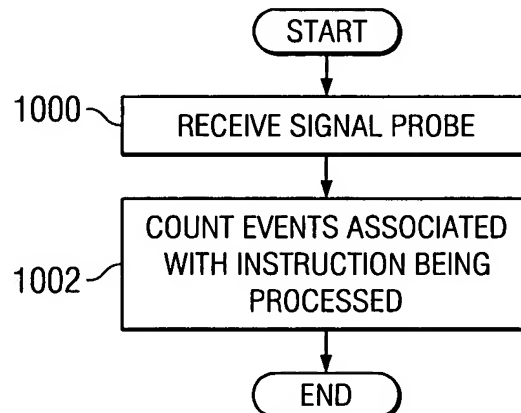 START
1000
RECEIVE SIGNAL PROBE
COUNT EVENTS ASSOCIATED
WITH INSTRUCTION BEING
PROCESSED
1002
END